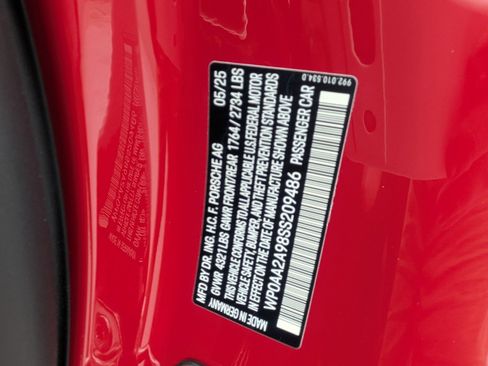 992.010.534.D
05/25
MFD. BY DR. ING. H.C. F. PORSCHE AG
GVWR 4321 LBS GAWR FRONT/REAR 1764/2734 LBS
THIS VEHICLE CONFORMS TO ALL APPLICABLE U.S. FEDERAL MOTOR
VEHICLE SAFETY, BUMPER, AND THEFT PREVENTION STANDARDS
IN EFFECT ON THE DATE OF MANUFACTURE SHOWN ABOVE
WP0AA2A98SS209486 PASSENGER CAR
MADE IN GERMANY